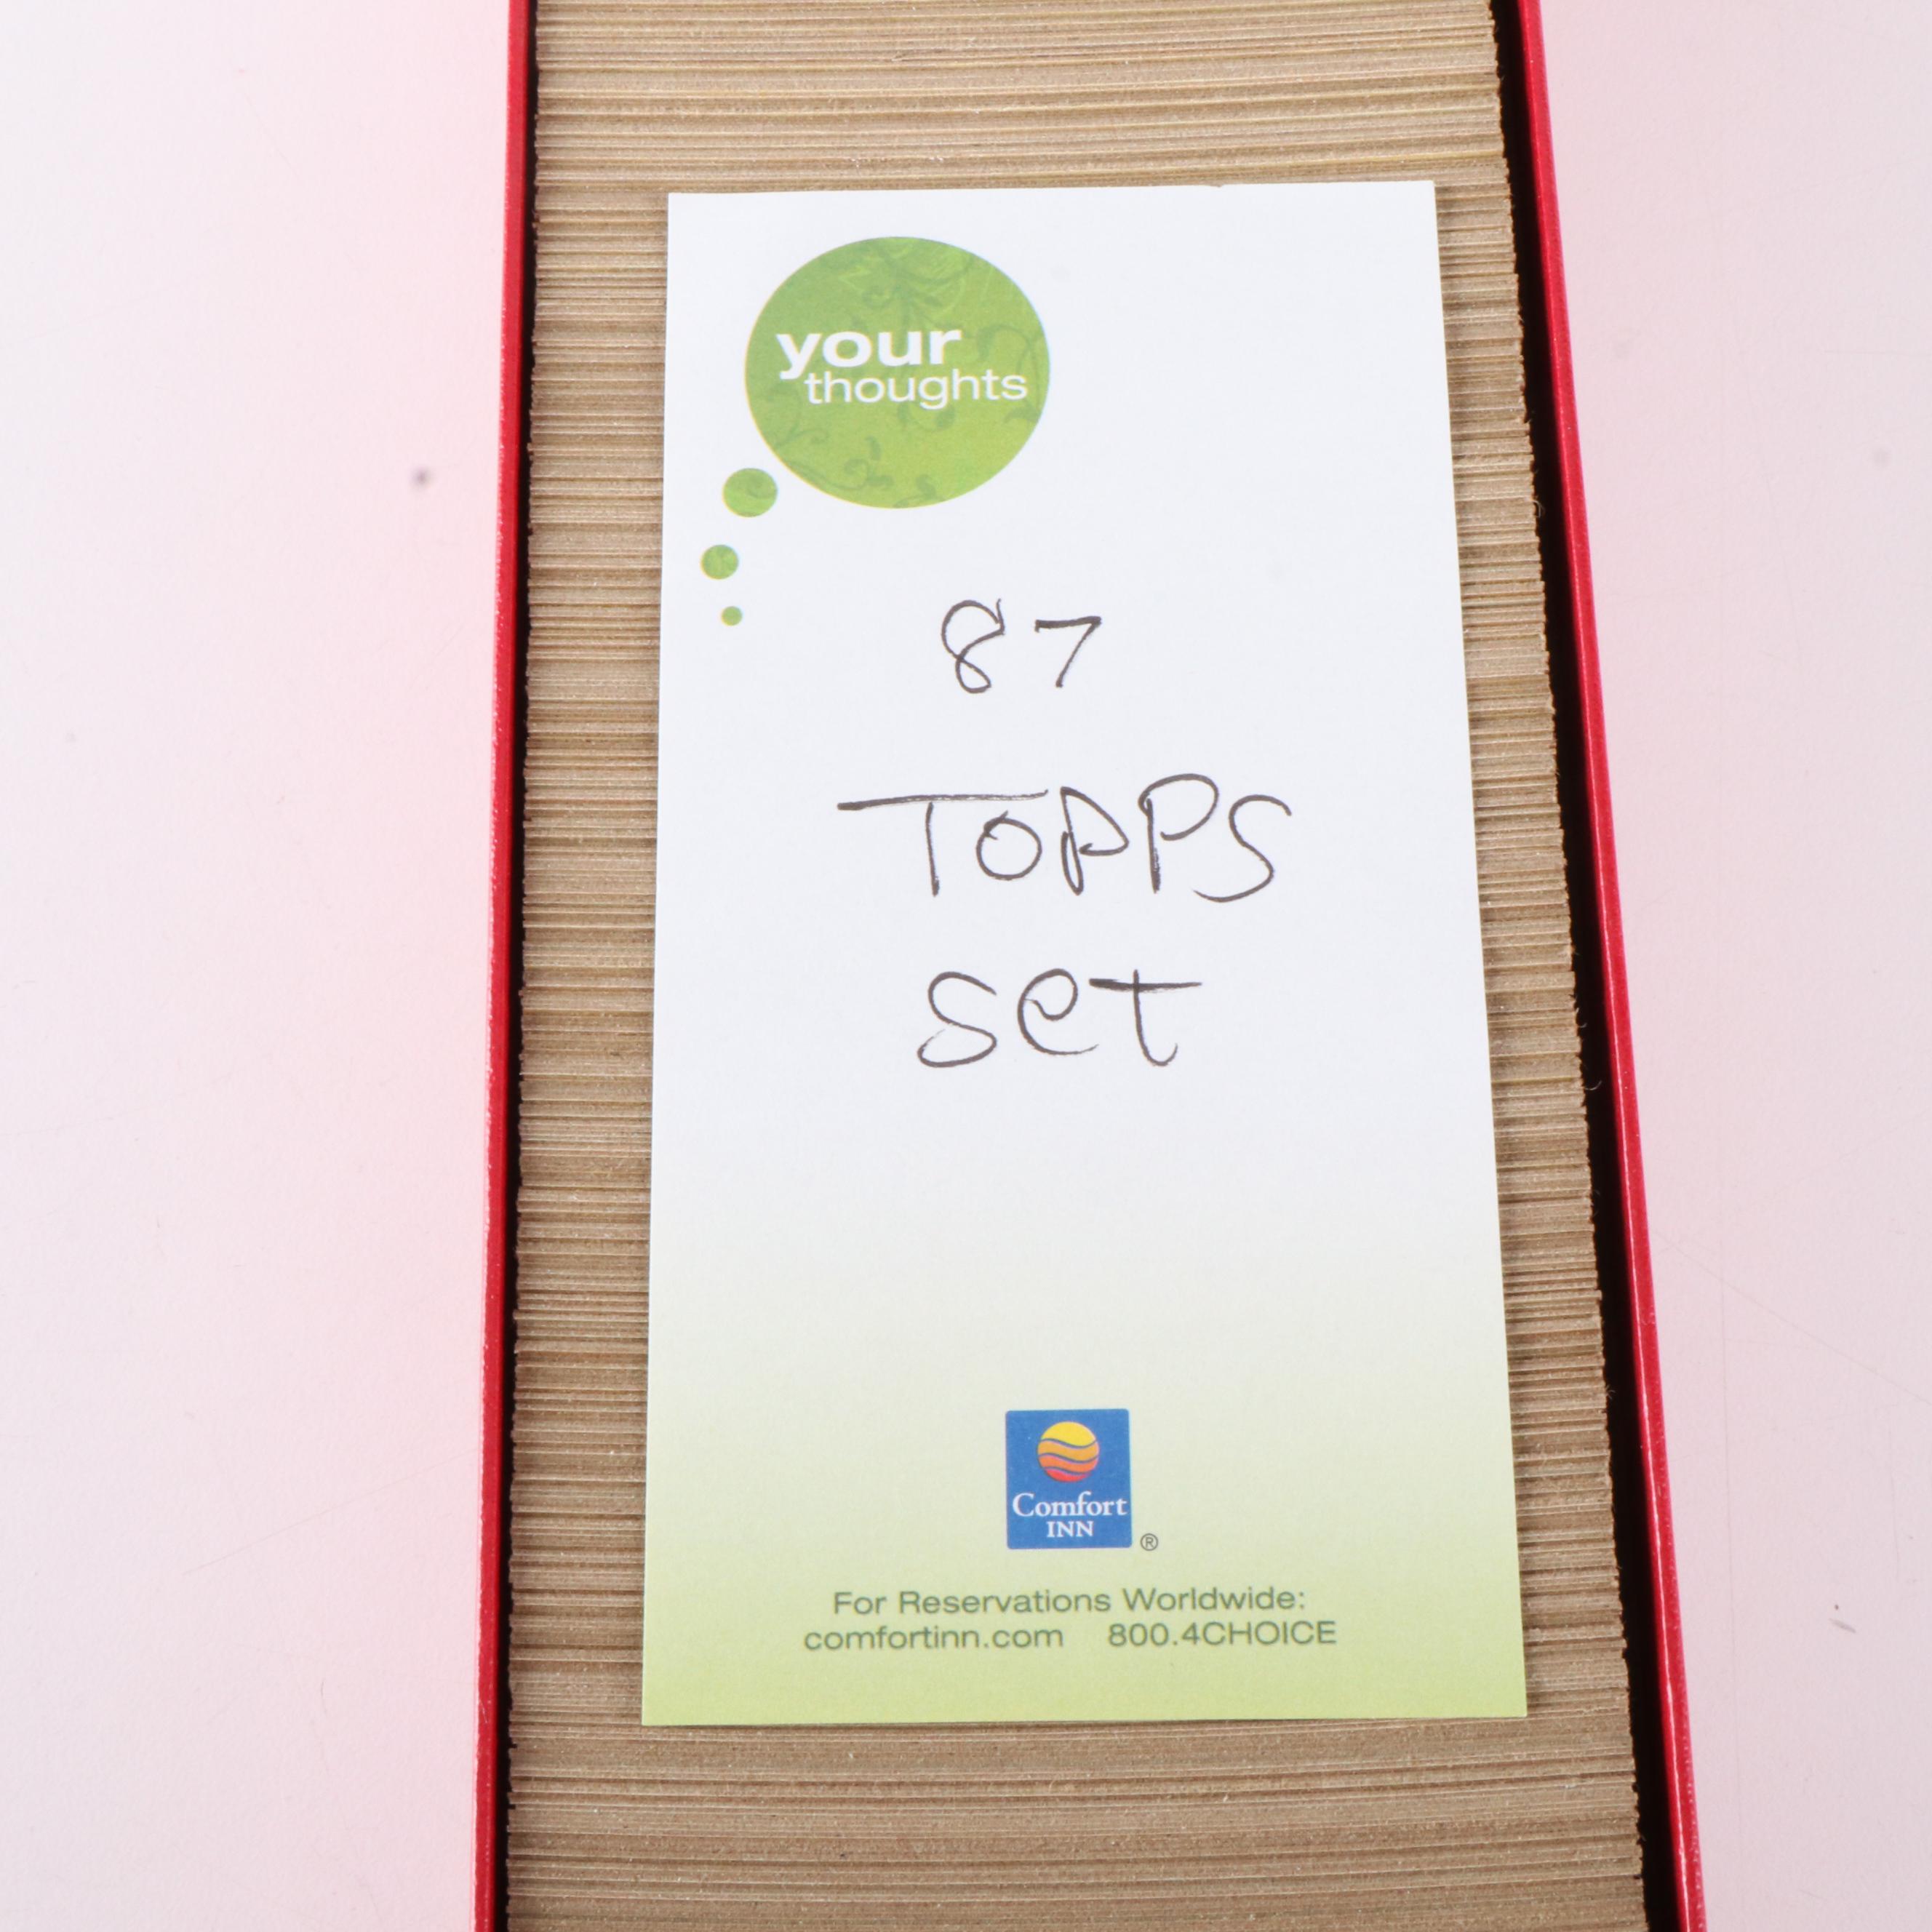 your
thoughts
87
TOPPS
set
Comfort
INN
®
For Reservations Worldwide:
comfortinn.com 800.4CHOICE